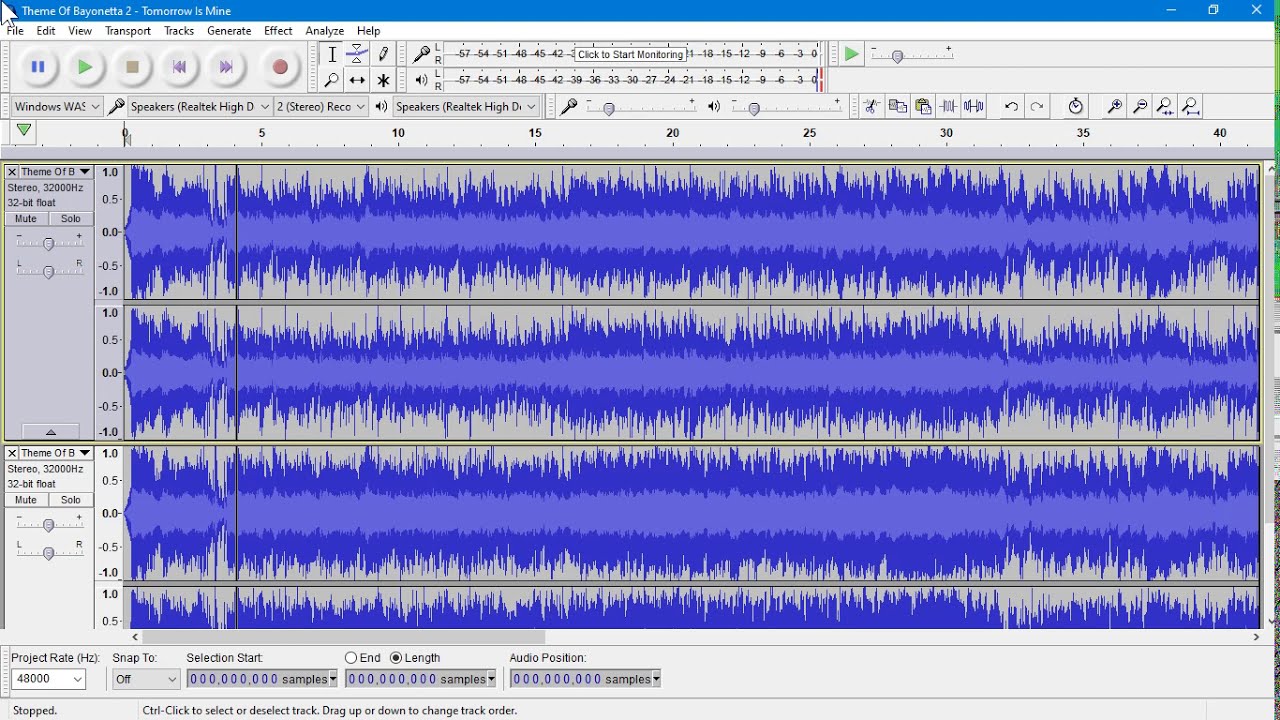 Theme Of Bayonetta 2 - Tomorrow Is Mine
File Edit View Transport Tracks Generate Effect Analyze Help
L R -57 -54 -51 -48 -45 -42 Click to Start Monitoring -21 -18 -15 -12 -9 -6 -3 0
L R -57 -54 -51 -48 -45 -42 -39 -36 -33 -30 -27 -24 -21 -18 -15 -12 -9 -6 -3 0
Windows WAS Speakers (Realtek High D 2 (Stereo) Reco Speakers (Realtek High D
0 5 10 15 20 25 30 35 40
Theme Of B
Stereo, 32000Hz
32-bit float
Mute Solo
- +
L R
1.0
0.5-
0.0-
-0.5-
-1.0
1.0
0.5-
0.0-
-0.5-
-1.0
Theme Of B
Stereo, 32000Hz
32-bit float
Mute Solo
- +
L R
1.0
0.5-
0.0-
-0.5-
-1.0
1.0
0.5-
Project Rate (Hz): Snap To: Selection Start: End Length Audio Position:
48000 Off 000,000,000 samples 000,000,000 samples 000,000,000 samples
Stopped. Ctrl-Click to select or deselect track. Drag up or down to change track order.